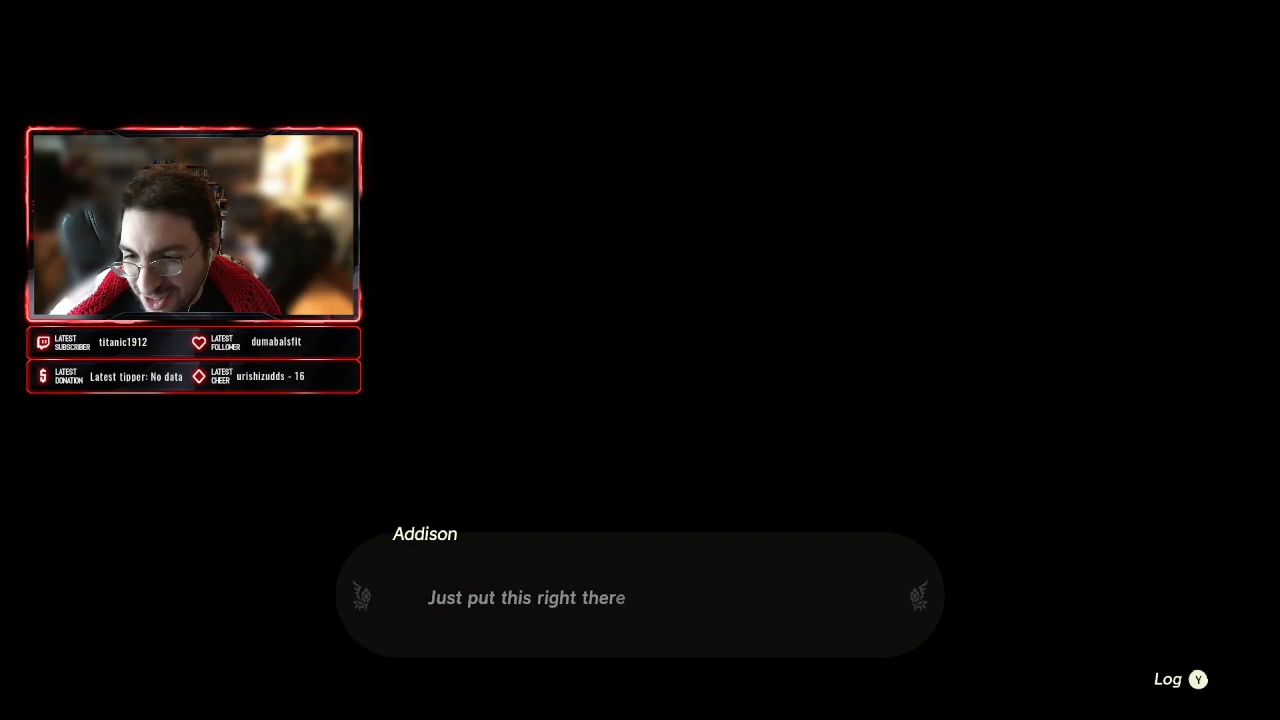 LATEST SUBSCRIBER titanic1912
LATEST FOLLOWER dumabalsfit
LATEST DONATION Latest tipper: No data
LATEST CHEER urishizudds - 16
Addison
Just put this right there
Log Y